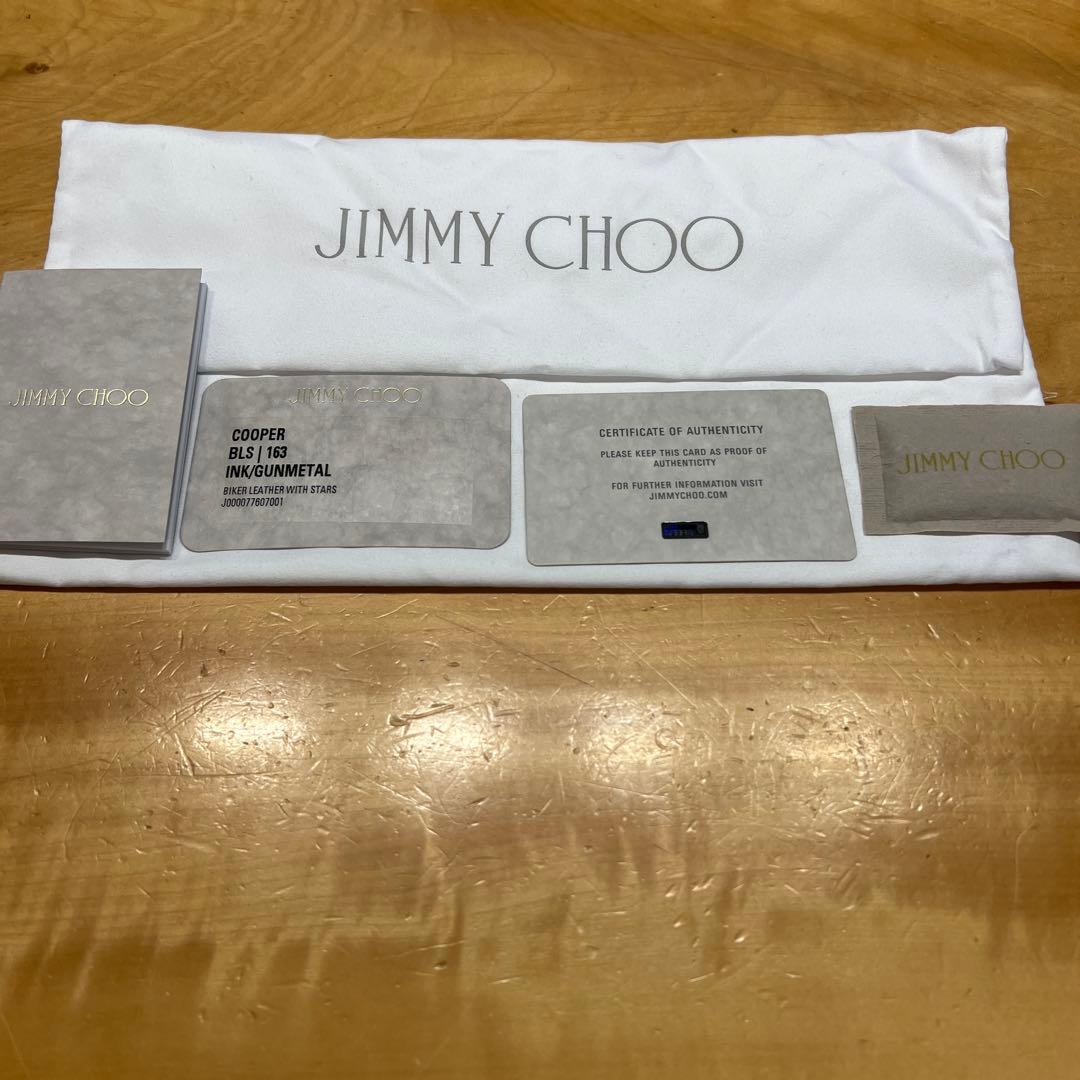 JIMMY CHOO
JIMMY CHOO
JIMMY CHOO
COOPER
BLS | 163
INK/GUNMETAL
BIKER LEATHER WITH STARS
J000077607001
CERTIFICATE OF AUTHENTICITY
PLEASE KEEP THIS CARD AS PROOF OF
AUTHENTICITY
FOR FURTHER INFORMATION VISIT
JIMMYCHOO.COM
JIMMY CHOO